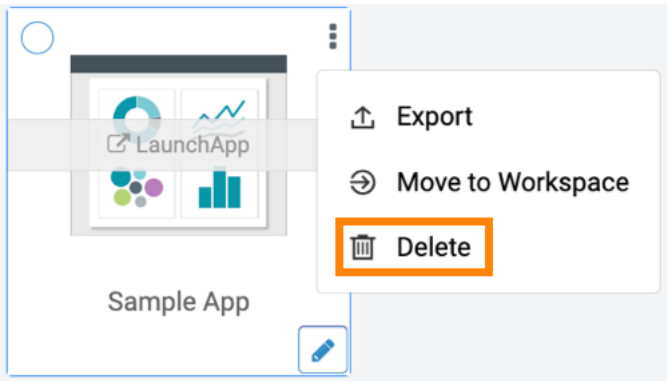 LaunchApp
Sample App
Export
Move to Workspace
Delete